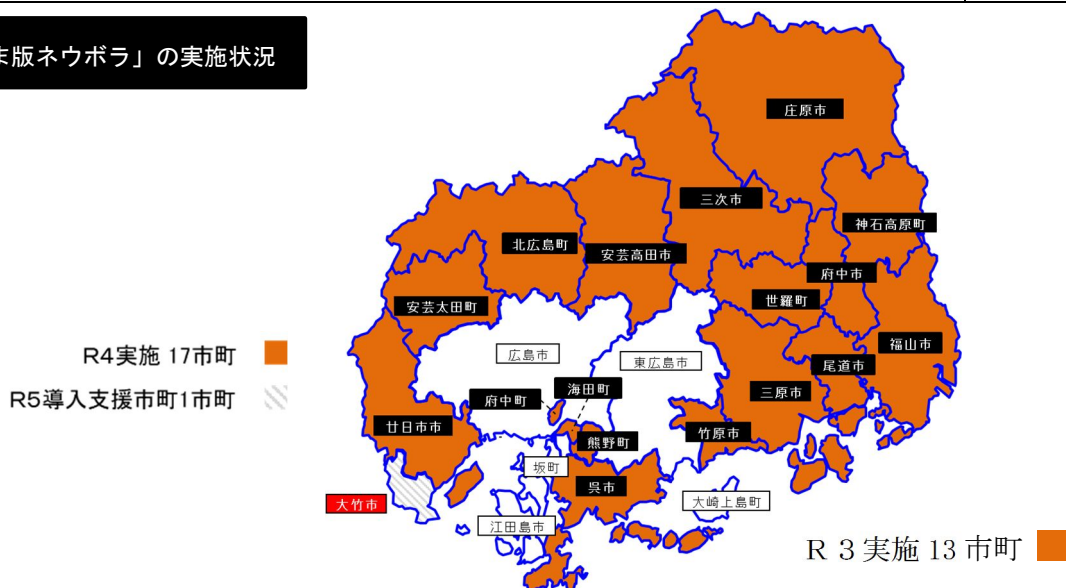 ま版ネウボラ」の実施状況
庄原市
三次市
神石高原町
北広島町
安芸高田市
府中市
世羅町
安芸太田町
福山市
広島市
東広島市
尾道市
R4実施 17市町
海田町
三原市
R5導入支援市町1市町
府中町
廿日市市
熊野町
竹原市
坂町
呉市
大竹市
大崎上島町
江田島市
R 3 実施 13 市町